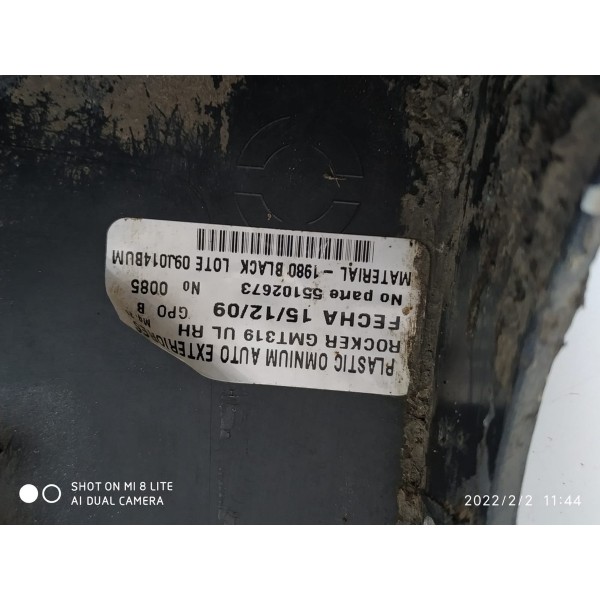 PLASTIC OMNIUM AUTO EXTERIORES
ROCKER GMT319 UL RH
FECHA 15/12/09 GPO B
No parte 55102673 No 0085
MATERIAL -1980 BLACK LOTE 09J014BUM
SHOT ON MI 8 LITE
AI DUAL CAMERA
2022/2/2 11:44